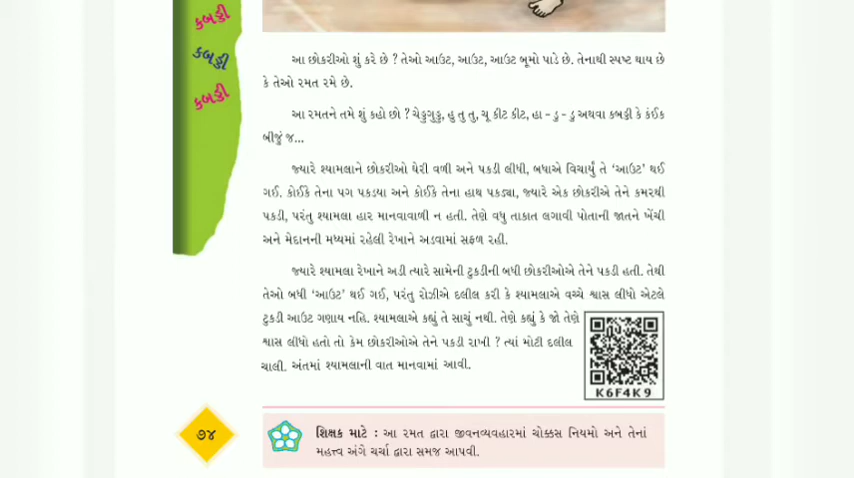 કબડ્ડી
કબડ્ડી
કબડ્ડી
આ છોકરીઓ શું કરે છે ? તેઓ આઉટ, આઉટ, આઉટ બૂમો પાડે છે. તેનાથી સ્પષ્ટ થાય છે
કે તેઓ રમત રમે છે.
આ રમતને તમે શું કહો છો ? ચેડુગુડુ, હુ તુ તુ, ચૂ કીટ કીટ, હા - ડુ - ડુ અથવા કબડ્ડી કે કંઈક
બીજું જ...
જ્યારે શ્યામલાને છોકરીઓ ઘેરી વળી અને પકડી લીધી, બધાએ વિચાર્યું તે ‘આઉટ’ થઈ
ગઈ. કોઈકે તેના પગ પકડયા અને કોઈકે તેના હાથ પકડ્યા, જ્યારે એક છોકરીએ તેને કમરથી
પકડી, પરંતુ શ્યામલા હાર માનવાવાળી ન હતી. તેણે વધુ તાકાત લગાવી પોતાની જાતને ખેંચી
અને મેદાનની મધ્યમાં રહેલી રેખાને અડવામાં સફળ રહી.
જ્યારે શ્યામલા રેખાને અડી ત્યારે સામેની ટુકડીની બધી છોકરીઓએ તેને પકડી હતી. તેથી
તેઓ બધી ‘આઉટ’ થઈ ગઈ, પરંતુ રોઝીએ દલીલ કરી કે શ્યામલાએ વચ્ચે શ્વાસ લીધો એટલે
ટુકડી આઉટ ગણાય નહિ. શ્યામલાએ કહ્યું તે સાચું નથી. તેણે કહ્યું કે જો તેણે
શ્વાસ લીધો હતો તો કેમ છોકરીઓએ તેને પકડી રાખી ? ત્યાં મોટી દલીલ
ચાલી. અંતમાં શ્યામલાની વાત માનવામાં આવી.
K6F4K9
૭૪
શિક્ષક માટે : આ રમત દ્વારા જીવનવ્યવહારમાં ચોક્કસ નિયમો અને તેનાં
મહત્ત્વ અંગે ચર્ચા દ્વારા સમજ આપવી.